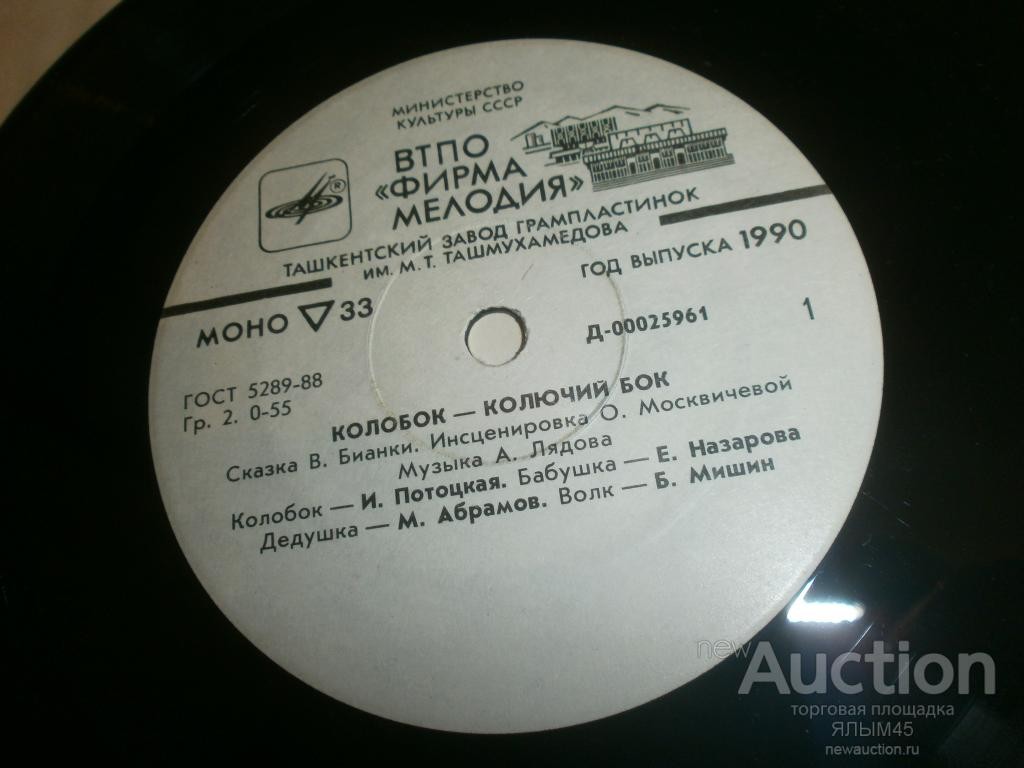 МИНИСТЕРСТВО
КУЛЬТУРЫ СССР
ВТПО
«ФИРМА
МЕЛОДИЯ»
®
ТАШКЕНТСКИЙ ЗАВОД ГРАМПЛАСТИНОК
ИМ. М. Т. ТАШМУХАМЕДОВА
ГОД ВЫПУСКА 1990
МОНО 33
Д-00025961
1
ГОСТ 5289-88
Гр. 2. 0-55
КОЛОБОК — КОЛЮЧИЙ БОК
Сказка В. Бианки. Инсценировка О. Москвичевой
Музыка А. Лядова
Колобок — И. Потоцкая. Бабушка — Е. Назарова
Дедушка — М. Абрамов. Волк — Б. Мишин
newAuction
торговая площадка
ЯЛЫМ45
newauction.ru